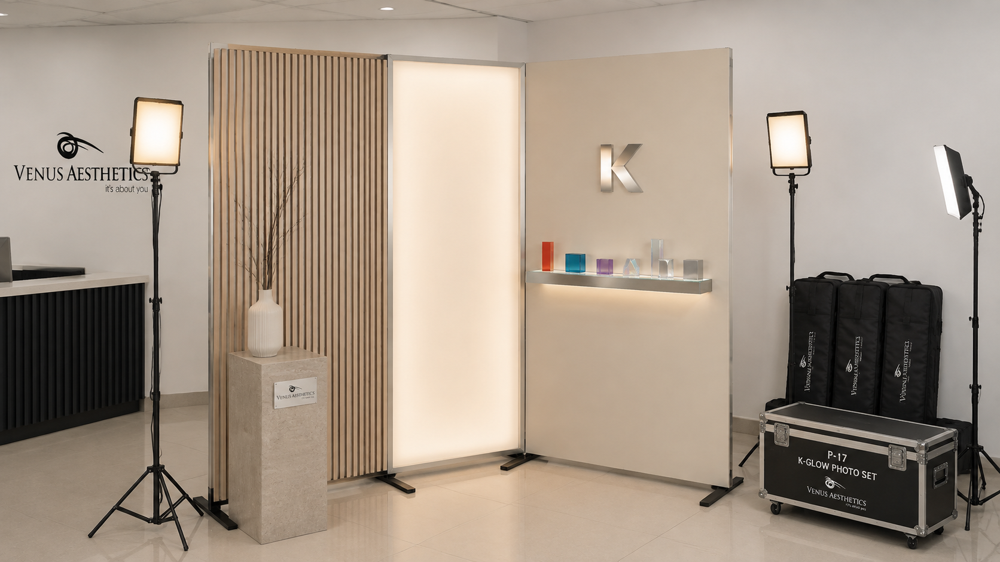 VENUS AESTHETICS
it's about you
K
VENUS AESTHETICS
P-17
K-GLOW PHOTO SET
VENUS AESTHETICS